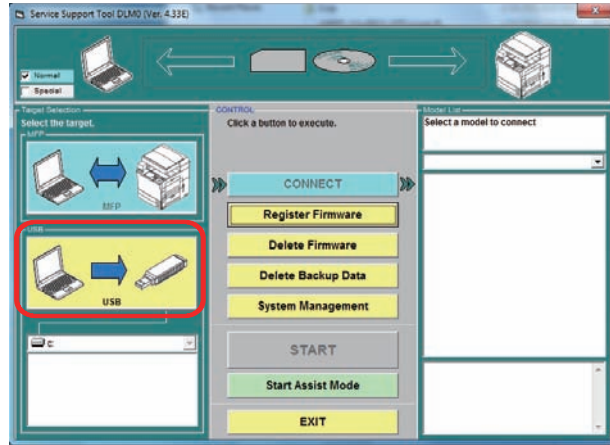 Service Support Tool DLM0 (Ver. 4.33E)
Normal
Special
Target Selection
Select the target.
MFP
MFP
USB
USB
c:
CONTROL
Click a button to execute.
CONNECT
Register Firmware
Delete Firmware
Delete Backup Data
System Management
START
Start Assist Mode
EXIT
Model List
Select a model to connect